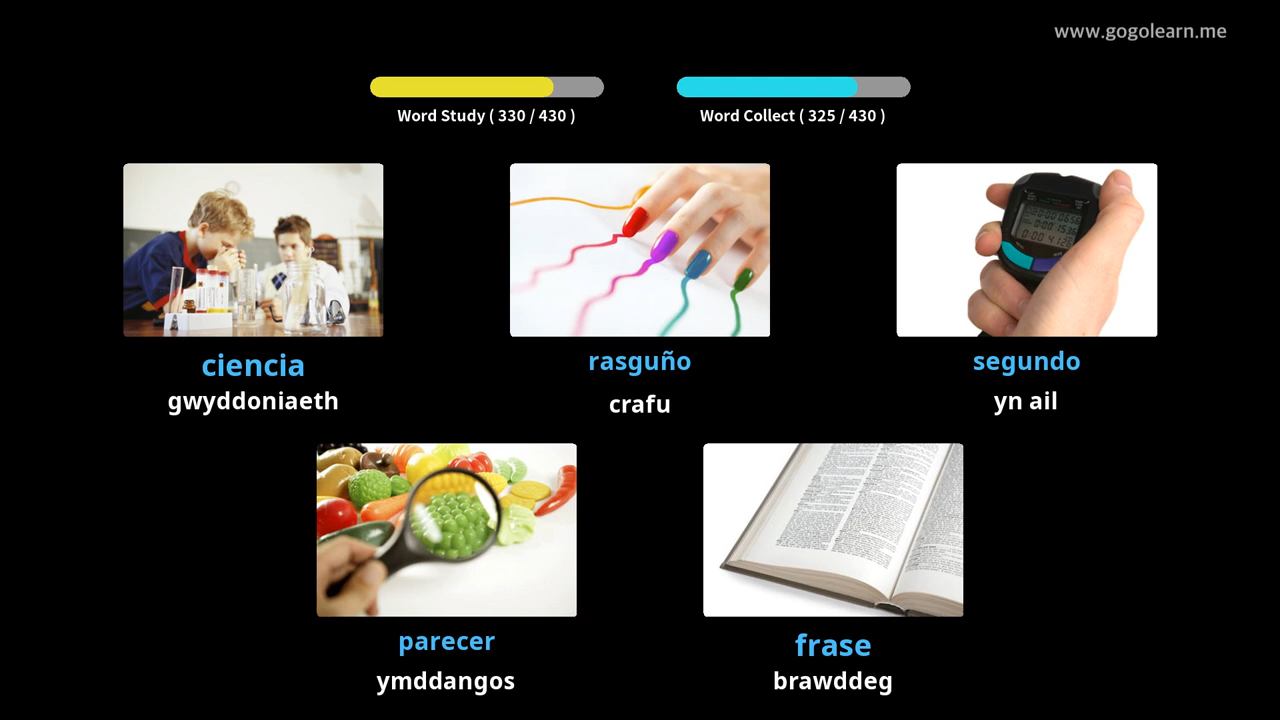 www.gogolearn.me
Word Study ( 330 / 430 )
Word Collect ( 325 / 430 )
ciencia
gwyddoniaeth
rasguño
crafu
segundo
yn ail
parecer
ymddangos
frase
brawddeg